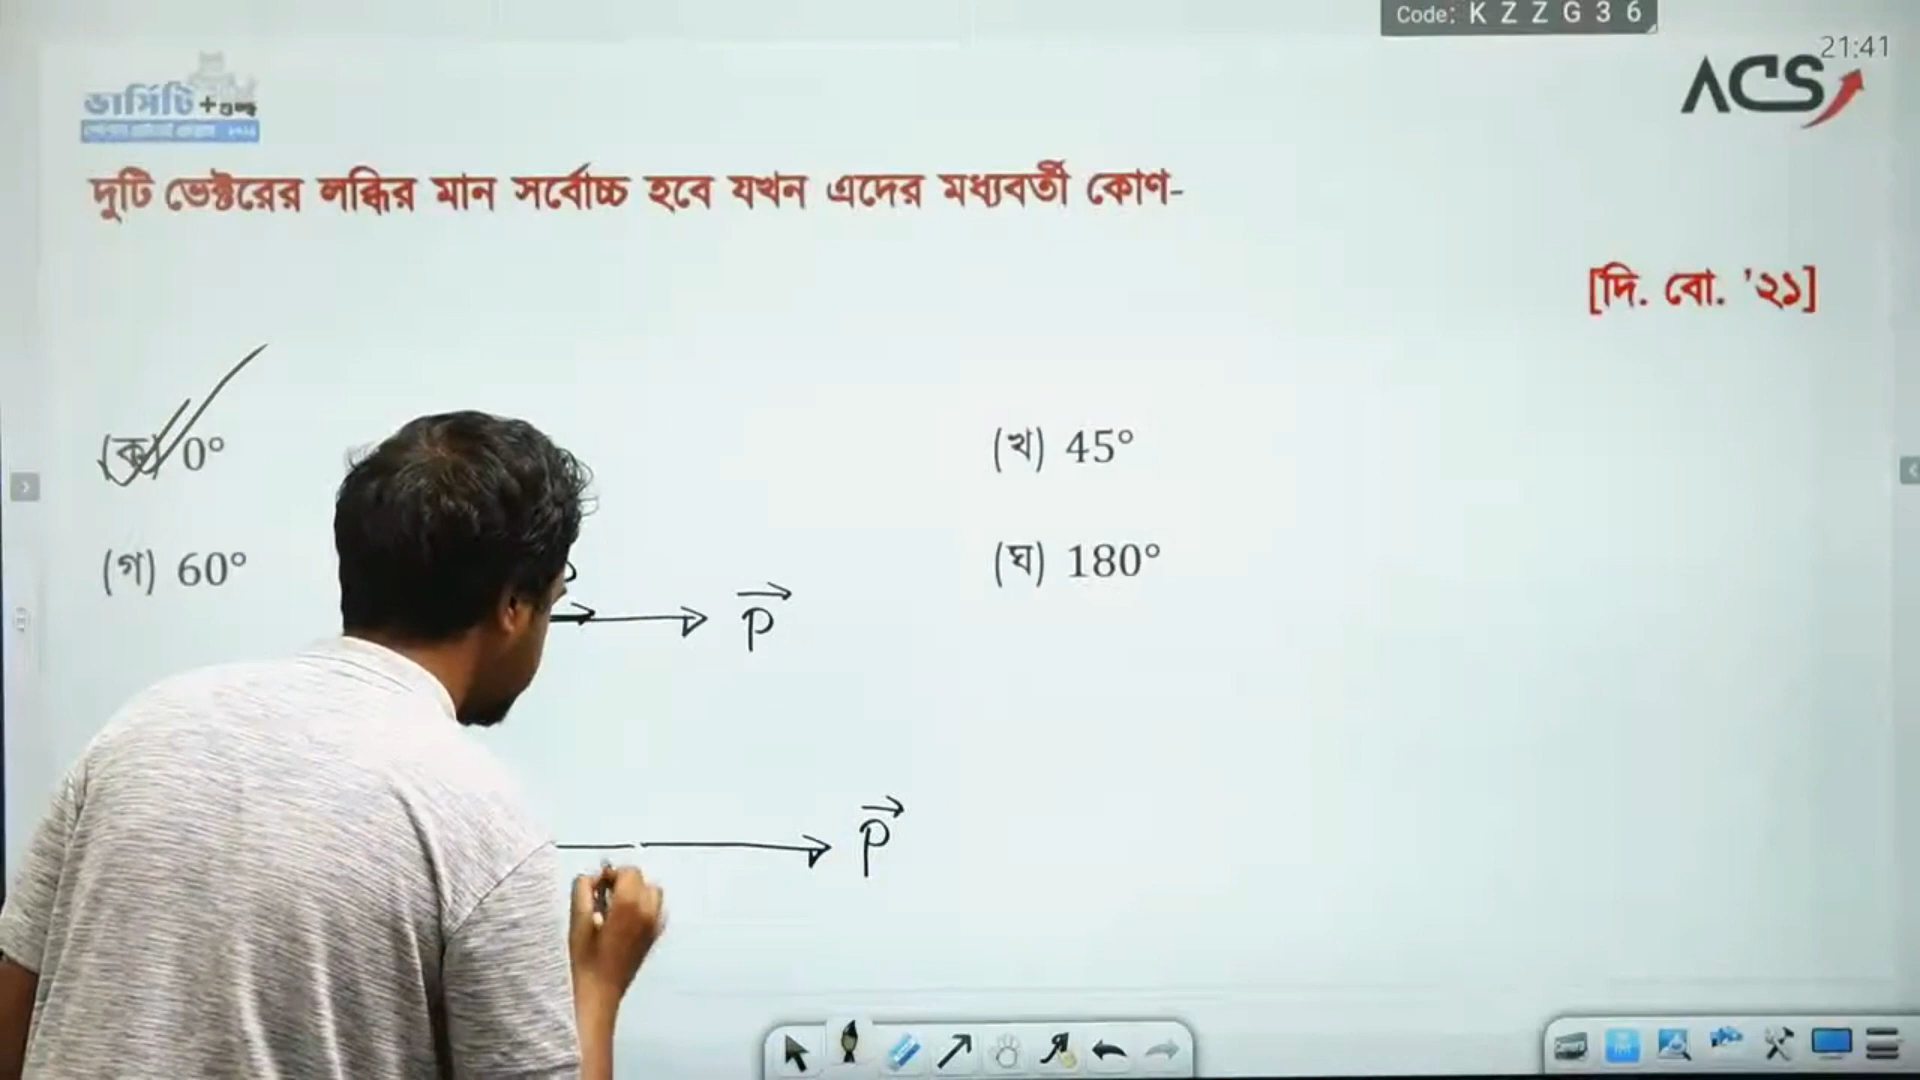 Code: K Z Z G 3 6
21:41
ভার্সিটি +
ACS
দুটি ভেক্টরের লব্ধির মান সর্বোচ্চ হবে যখন এদের মধ্যবর্তী কোণ-
[দি. বো. '২১]
(ক) 0°
(খ) 45°
(গ) 60°
(ঘ) 180°
P
P